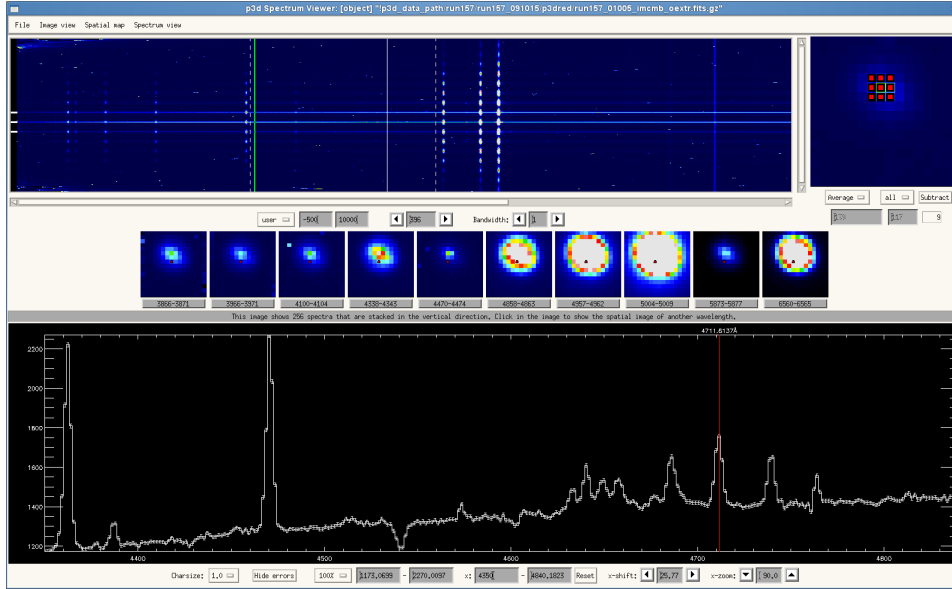 p3d Spectrum Viewer: [object] "!p3d_data_path:run157:run157_091015:p3dred/run157_01005_imcmb_oextr.fits.gz"
File Image view Spatial map Spectrum view
Average all Subtract
user -500 10000 396 Bandwidth: 1
9
3866-3871 3966-3971 4100-4104 4338-4343 4470-4474 4858-4863 4957-4962 5004-5009 5873-5877 6560-6565
This image shows 256 spectra that are stacked in the vertical direction. Click in the image to show the spatial image of another wavelength.
4711.6137Å
2200
2000
1800
1600
1400
1200
4400 4500 4600 4700 4800
Charsize: 1.0 Hide errors 100% 1173.0699 - 2270.0097 x: 4350 - 4840.1823 Reset x-shift: 25.77 x-zoom: 90.0